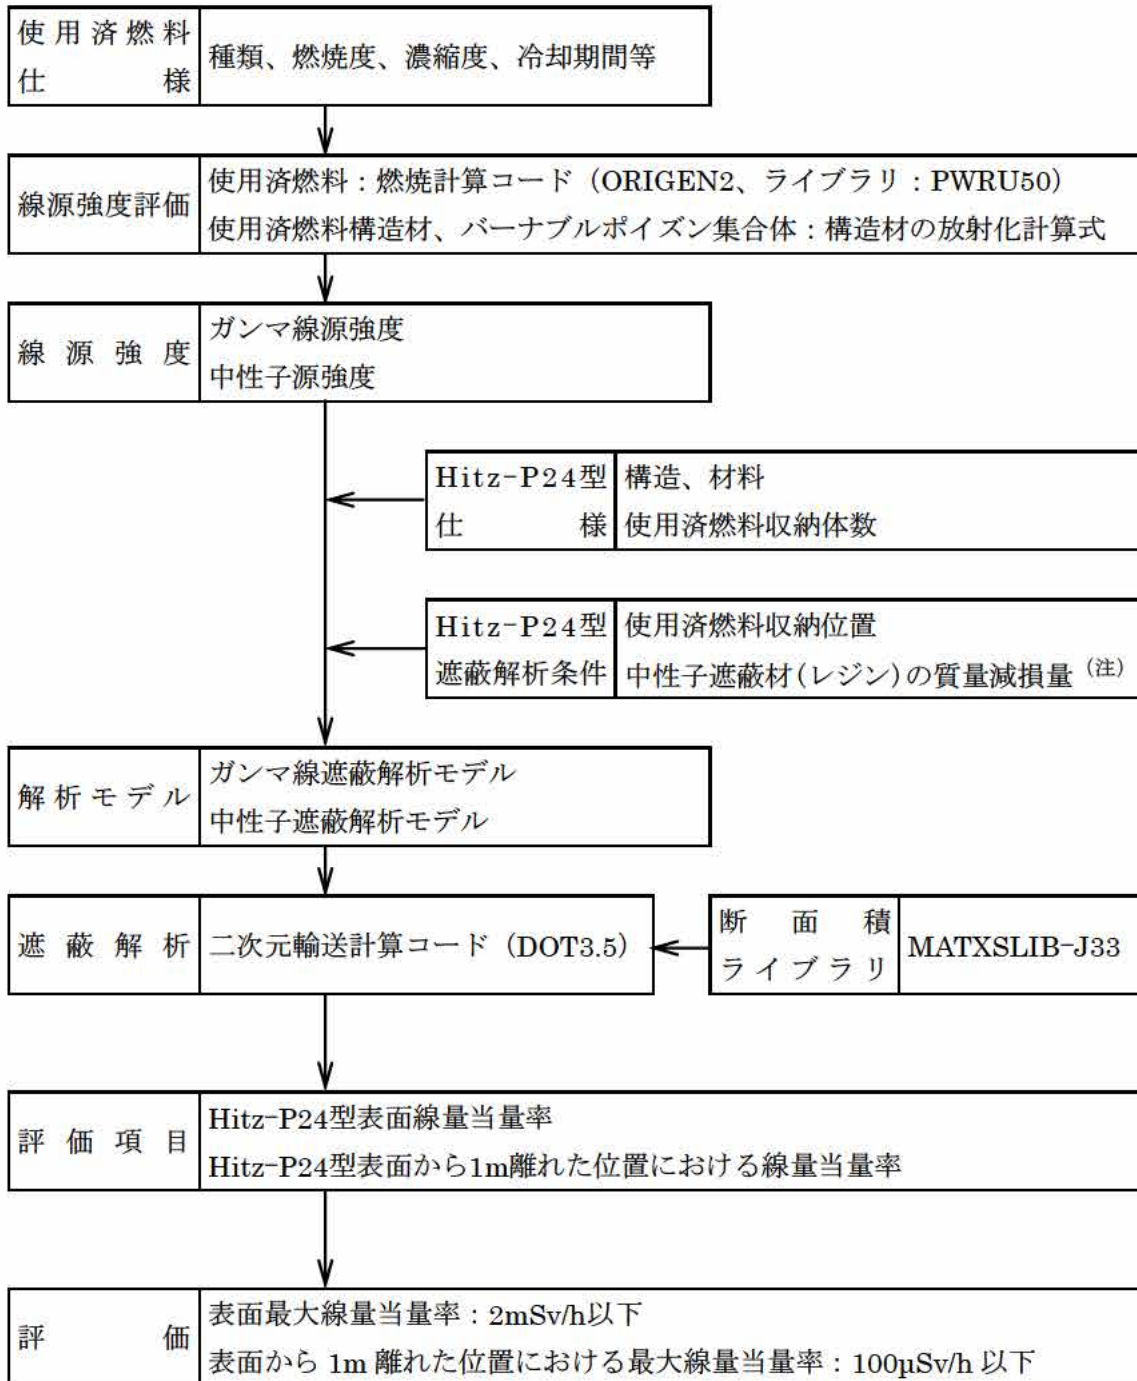 使用済燃料
仕様
種類、燃焼度、濃縮度、冷却期間等
線源強度評価
使用済燃料:燃焼計算コード(ORIGEN2、ライブラリ:PWRU50)
使用済燃料構造材、バーナブルポイズン集合体:構造材の放射化計算式
線源強度
ガンマ線源強度
中性子源強度
Hitz-P24型
仕様
構造、材料
使用済燃料収納体数
Hitz-P24型
遮蔽解析条件
使用済燃料収納位置
中性子遮蔽材(レジン)の質量減損量(注)
解析モデル
ガンマ線遮蔽解析モデル
中性子遮蔽解析モデル
遮蔽解析
二次元輸送計算コード(DOT3.5)
断面積
ライブラリ
MATXSLIB-J33
評価項目
Hitz-P24型表面線量当量率
Hitz-P24型表面から1m離れた位置における線量当量率
評価
表面最大線量当量率:2mSv/h以下
表面から 1m 離れた位置における最大線量当量率:100μSv/h 以下